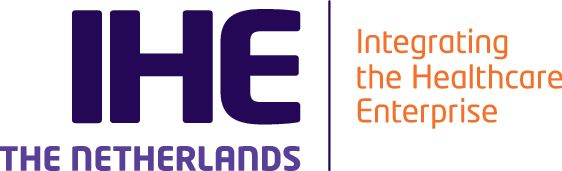 IHE
THE NETHERLANDS
Integrating
the Healthcare
Enterprise